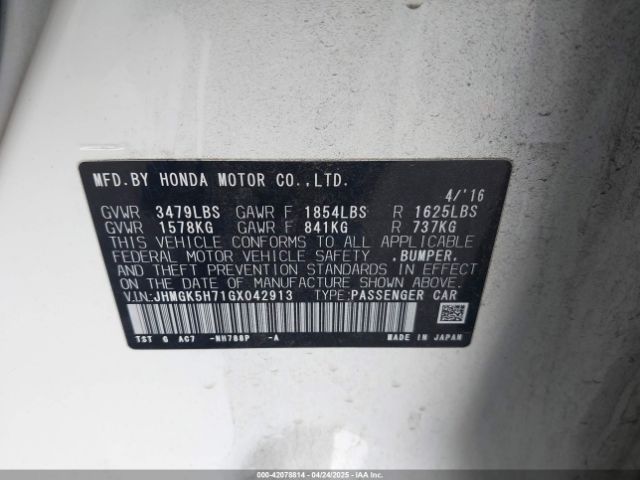 MFD.BY HONDA MOTOR CO.,LTD.
4/'16
GVWR 3479LBS GAWR F 1854LBS R 1625LBS
GVWR 1578KG GAWR F 841KG R 737KG
THIS VEHICLE CONFORMS TO ALL APPLICABLE
FEDERAL MOTOR VEHICLE SAFETY ,BUMPER,
AND THEFT PREVENTION STANDARDS IN EFFECT
ON THE DATE OF MANUFACTURE SHOWN ABOVE.
V.I.N.:JHMGK5H71GX042913 TYPE:PASSENGER CAR
TST G AC7 -NH788P -A MADE IN JAPAN
000-42078814 - 04/24/2025 - IAAI.COM